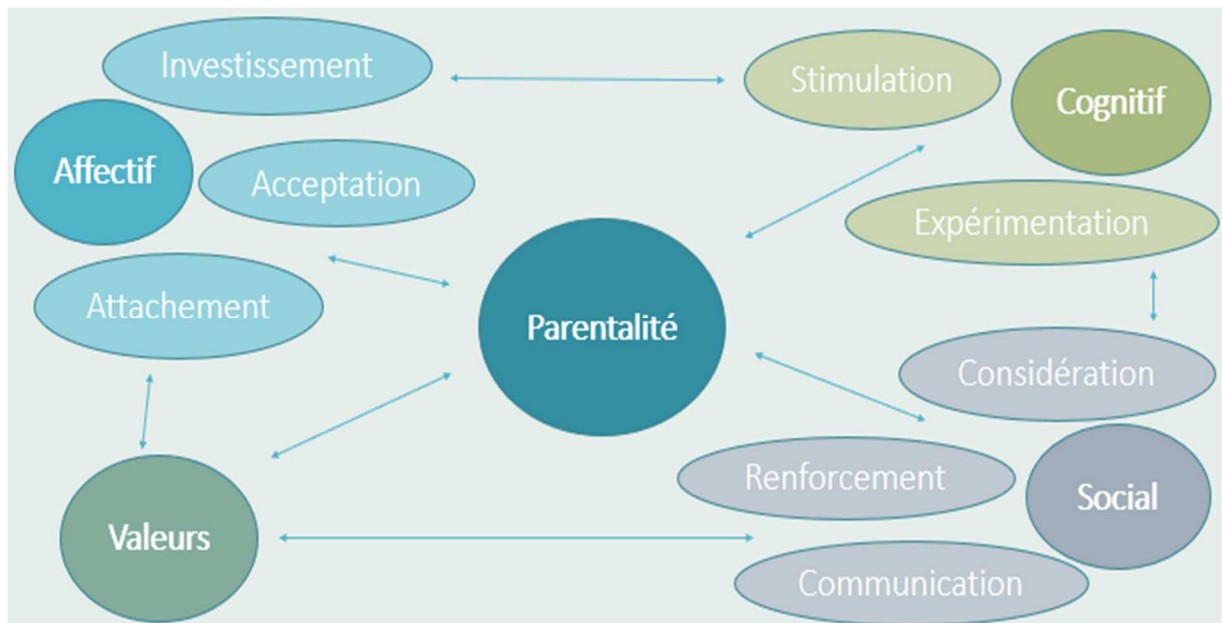 Investissement
Stimulation
Cognitif
Affectif
Acceptation
Expérimentation
Attachement
Parentalité
Considération
Renforcement
Social
Valeurs
Communication